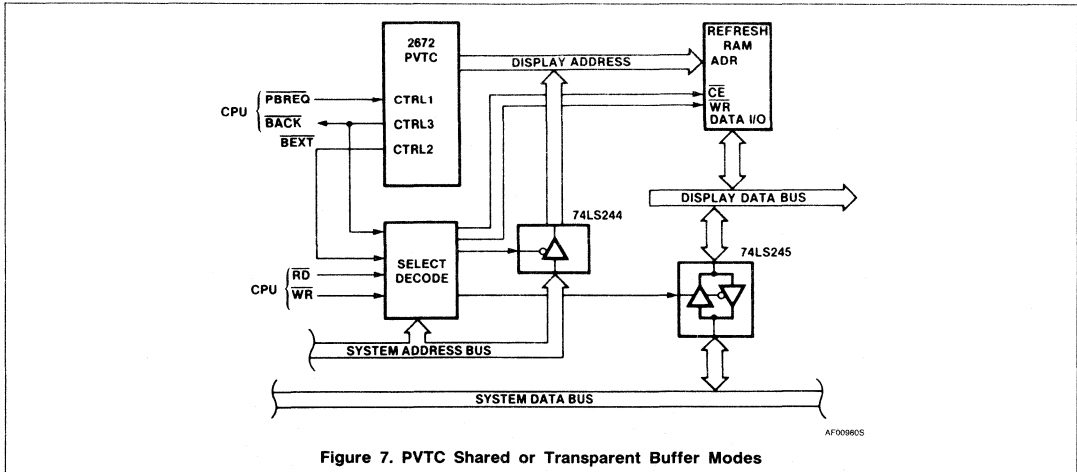 2672
PVTC
DISPLAY ADDRESS
REFRESH
RAM
ADR
CPU
PBREQ
BACK
BEXT
CTRL1
CTRL3
CTRL2
CE
WR
DATA I/O
DISPLAY DATA BUS
74LS244
74LS245
SELECT
DECODE
CPU
RD
WR
SYSTEM ADDRESS BUS
SYSTEM DATA BUS
AF00960S
Figure 7. PVTC Shared or Transparent Buffer Modes